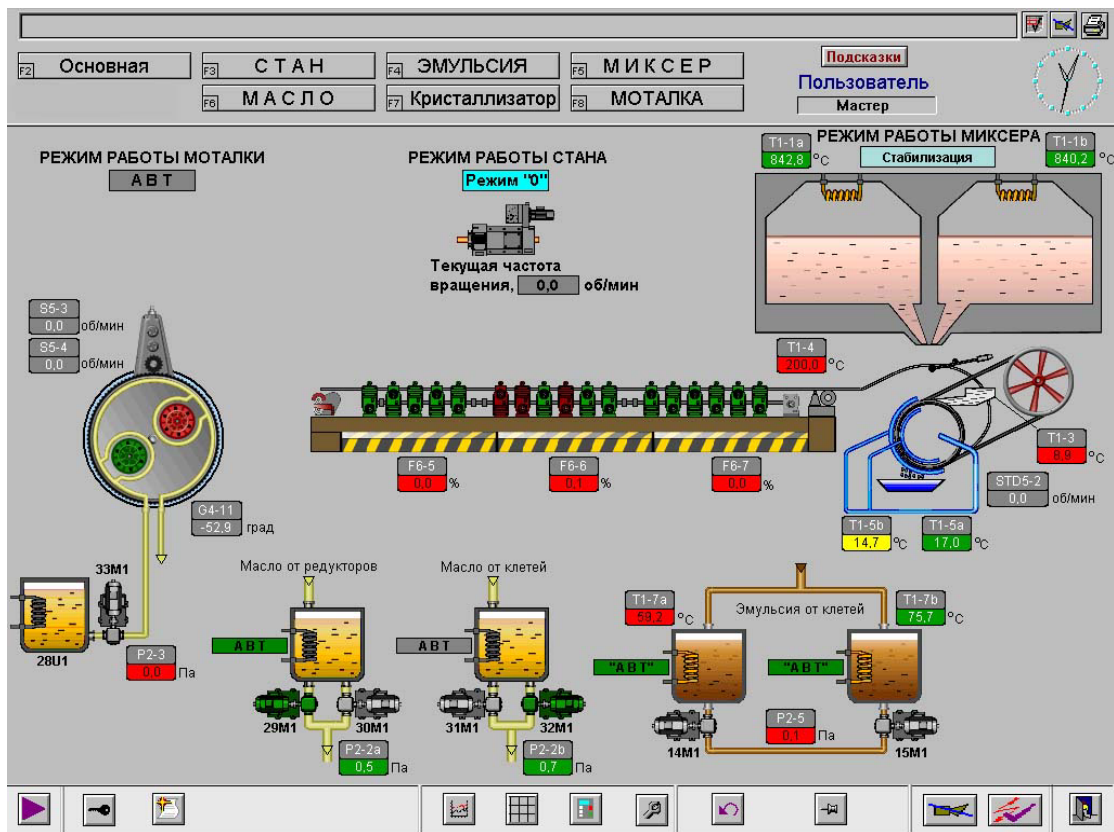 F2 Основная
F3 СТАН
F4 ЭМУЛЬСИЯ
F5 МИКСЕР
F6 МАСЛО
F7 Кристаллизатор
F8 МОТАЛКА
Подсказки
Пользователь
Мастер
РЕЖИМ РАБОТЫ МОТАЛКИ
АВТ
РЕЖИМ РАБОТЫ СТАНА
Режим "0"
Текущая частота
вращения, 0,0 об/мин
РЕЖИМ РАБОТЫ МИКСЕРА
Стабилизация
T1-1a
842,8 °C
T1-1b
840,2 °C
S5-3
0,0 об/мин
S5-4
0,0 об/мин
T1-4
200,0 °C
T1-3
8,9 °C
F6-5
0,0 %
F6-6
0,1 %
F6-7
0,0 %
STD5-2
0,0 об/мин
G4-11
-52,9 град
T1-5b
14,7 °C
T1-5a
17,0 °C
33M1
28U1
P2-3
0,0 Па
Масло от редукторов
АВТ
29M1
30M1
P2-2a
0,5 Па
Масло от клетей
АВТ
31M1
32M1
P2-2b
0,7 Па
T1-7a
59,2 °C
Эмульсия от клетей
T1-7b
75,7 °C
"АВТ"
"АВТ"
14M1
P2-5
0,1 Па
15M1